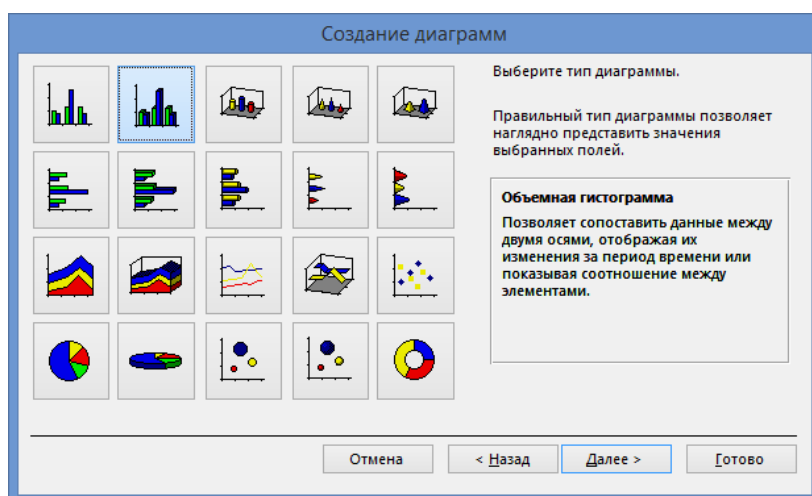 Создание диаграмм
Выберите тип диаграммы.
Правильный тип диаграммы позволяет
наглядно представить значения
выбранных полей.
Объемная гистограмма
Позволяет сопоставить данные между
двумя осями, отображая их
изменения за период времени или
показывая соотношение между
элементами.
Отмена
< Назад
Далее >
Готово